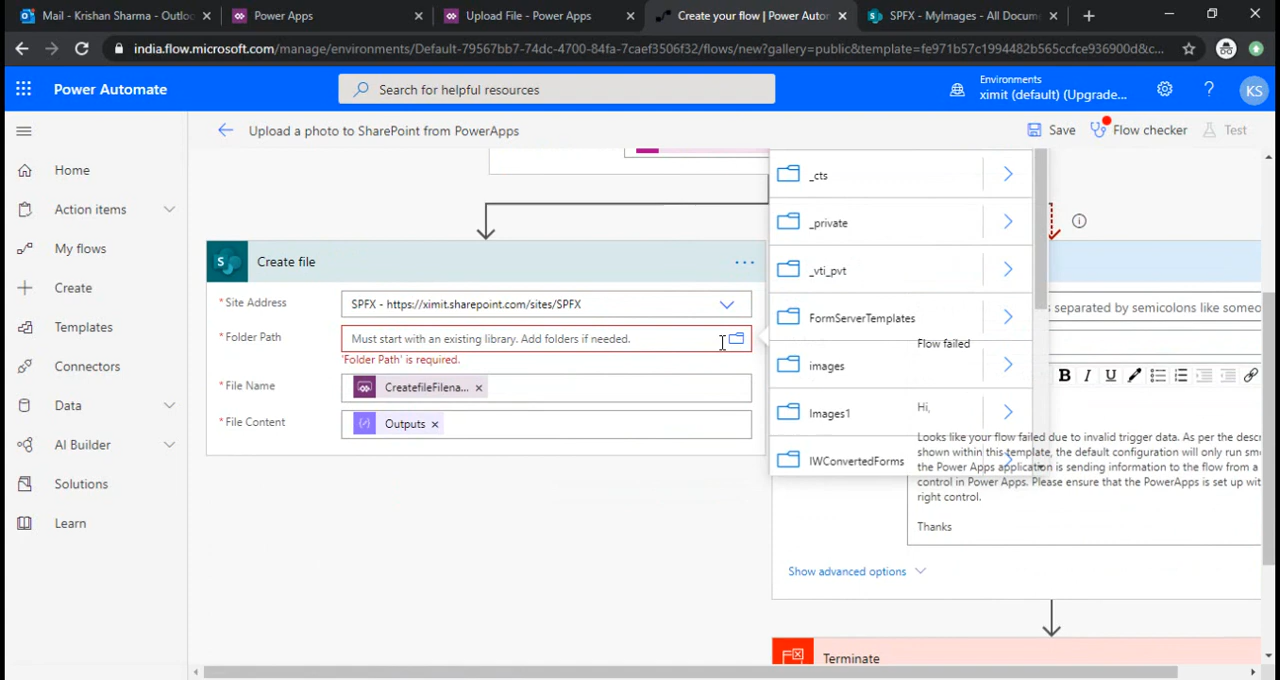 Mail - Krishan Sharma - Outloo
Power Apps
Upload File - Power Apps
Create your flow | Power Autor
SPFX - MyImages - All Docum
india.flow.microsoft.com/manage/environments/Default-79567bb7-74dc-4700-84fa-7caef3506f32/flows/new?gallery=public&template=fe971b57c1994482b565ccfce936900d&c...
Power Automate
Search for helpful resources
Environments
ximit (default) (Upgrade...
?
KS
Upload a photo to SharePoint from PowerApps
Save
Flow checker
Test
Home
Action items
My flows
Create
Templates
Connectors
Data
AI Builder
Solutions
Learn
Create file
...
* Site Address
SPFX - https://ximit.sharepoint.com/sites/SPFX
* Folder Path
Must start with an existing library. Add folders if needed.
'Folder Path' is required.
* File Name
CreatefileFilena... ×
* File Content
Outputs ×
_cts
_private
_vti_pvt
FormServerTemplates
images
Images1
IWConvertedForms
s separated by semicolons like someo
Flow failed
B I U
Hi,
Looks like your flow failed due to invalid trigger data. As per the descr
shown within this template, the default configuration will only run smo
the Power Apps application is sending information to the flow from a
control in Power Apps. Please ensure that the PowerApps is set up wit
right control.
Thanks
Show advanced options
Terminate